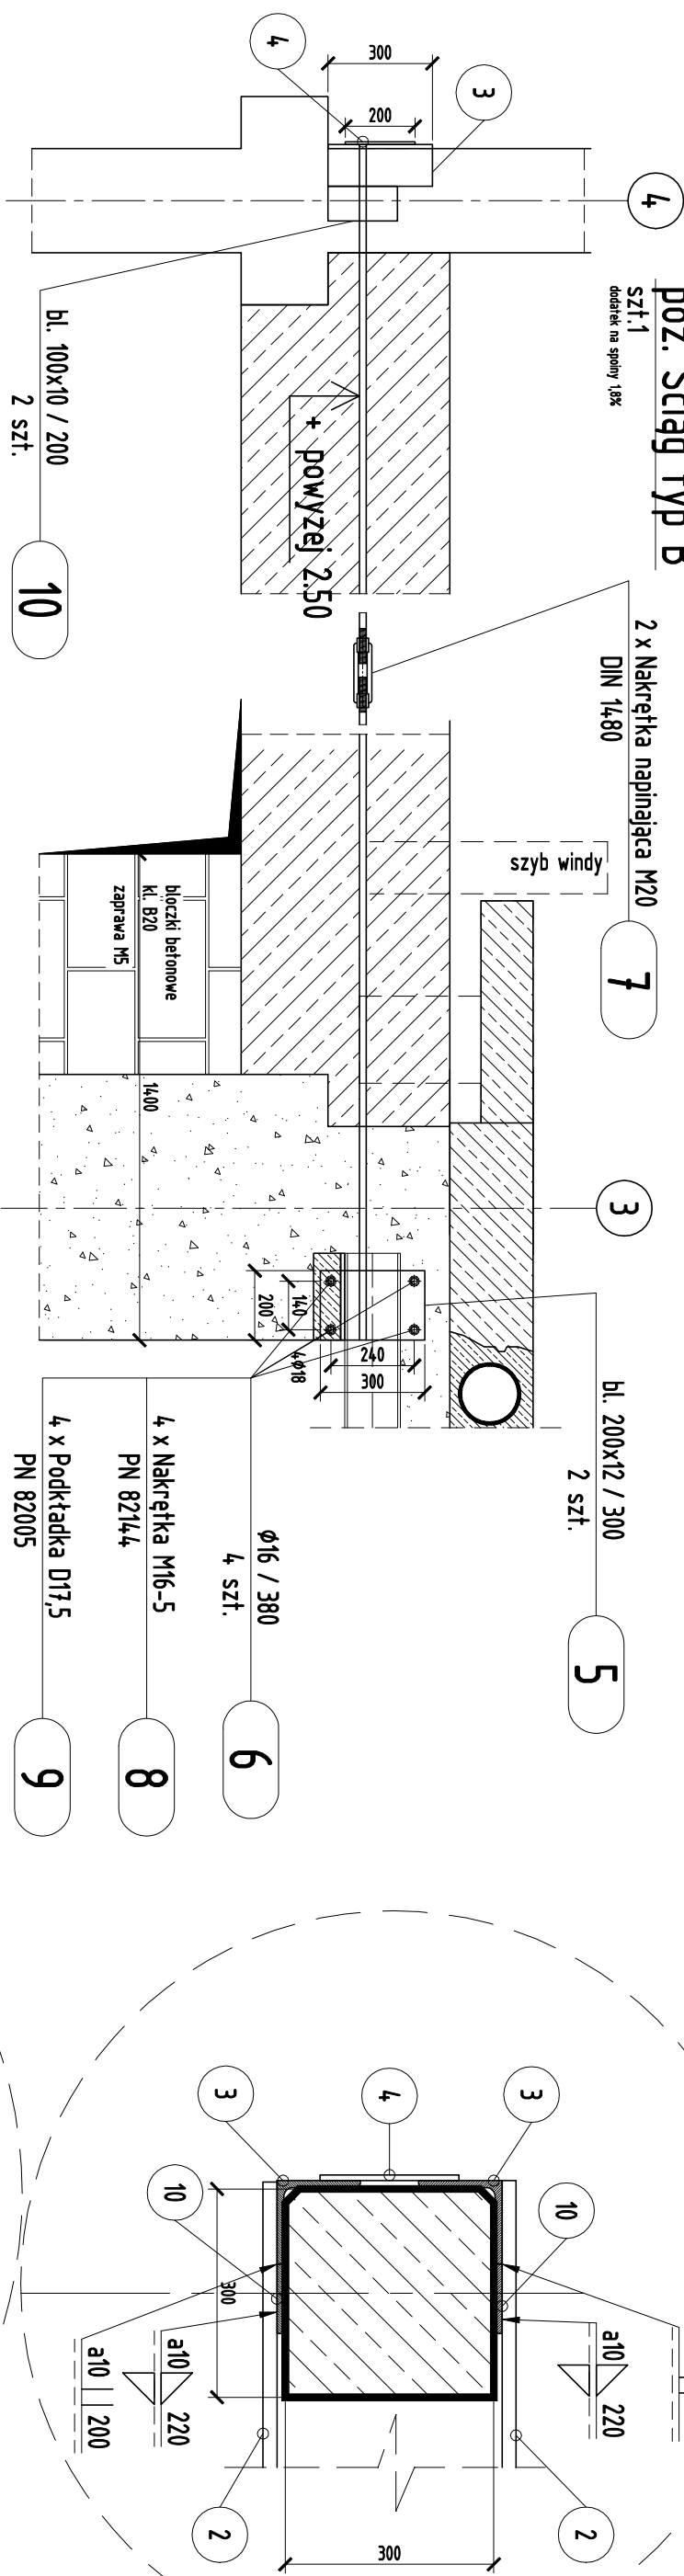 poz. Ściąg Typ B
szt.1
dodatek na spoiny 1,8%
4
3
300
200
4
bl. 100x10 / 200
2 szt.
10
+ powyżej 2.50
2 x Nakrętka napinająca M20
DIN 1480
7
szyb windy
bloczki betonowe
kl. B20
zaprawa M5
1400
3
140
200
240
300
4ϕ18
bl. 200x12 / 300
2 szt.
5
ϕ16 / 380
4 szt.
6
4 x Nakrętka M16-5
PN 82144
8
4 x Podkładka D17,5
PN 82005
9
3
4
3
10
10
300
300
a10
220
a10
220
a10
200
2
2